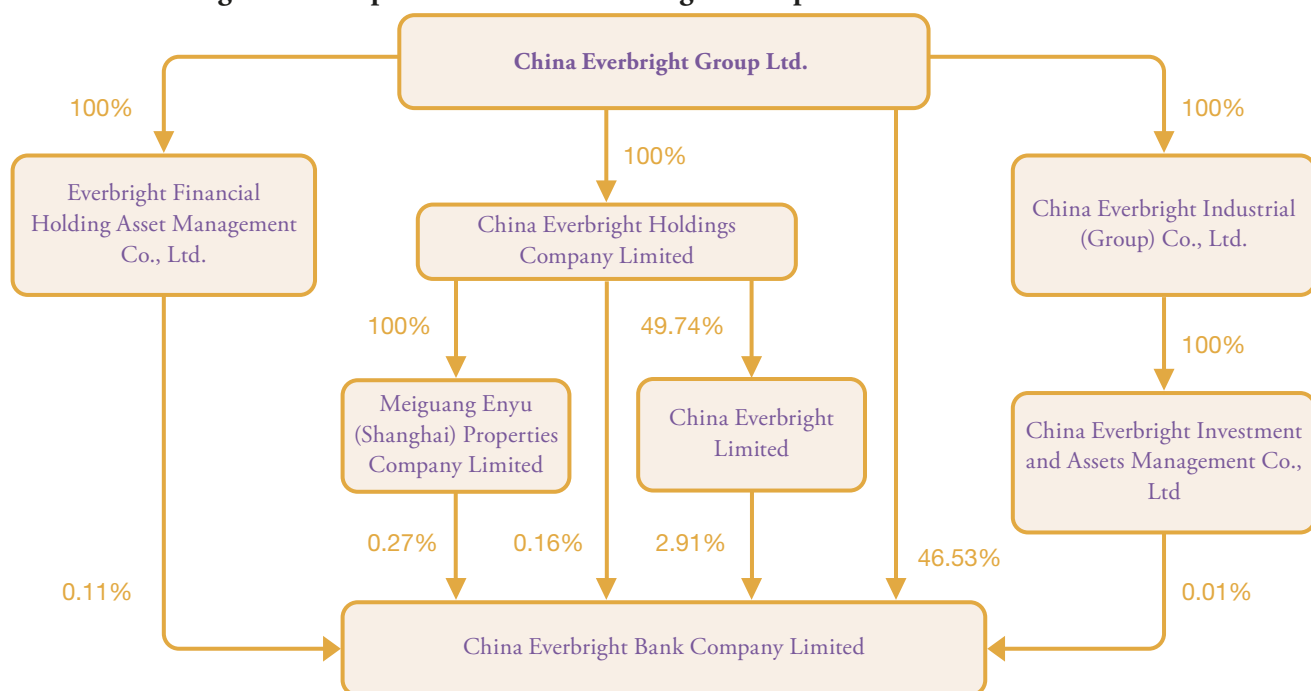 China Everbright Group Ltd.
100%
100%
100%
Everbright Financial
Holding Asset Management
Co., Ltd.
China Everbright Holdings
Company Limited
China Everbright Industrial
(Group) Co., Ltd.
100%
49.74%
100%
Meiguang Enyu
(Shanghai) Properties
Company Limited
China Everbright
Limited
China Everbright Investment
and Assets Management Co.,
Ltd
0.27%
0.16%
2.91%
46.53%
0.11%
0.01%
China Everbright Bank Company Limited